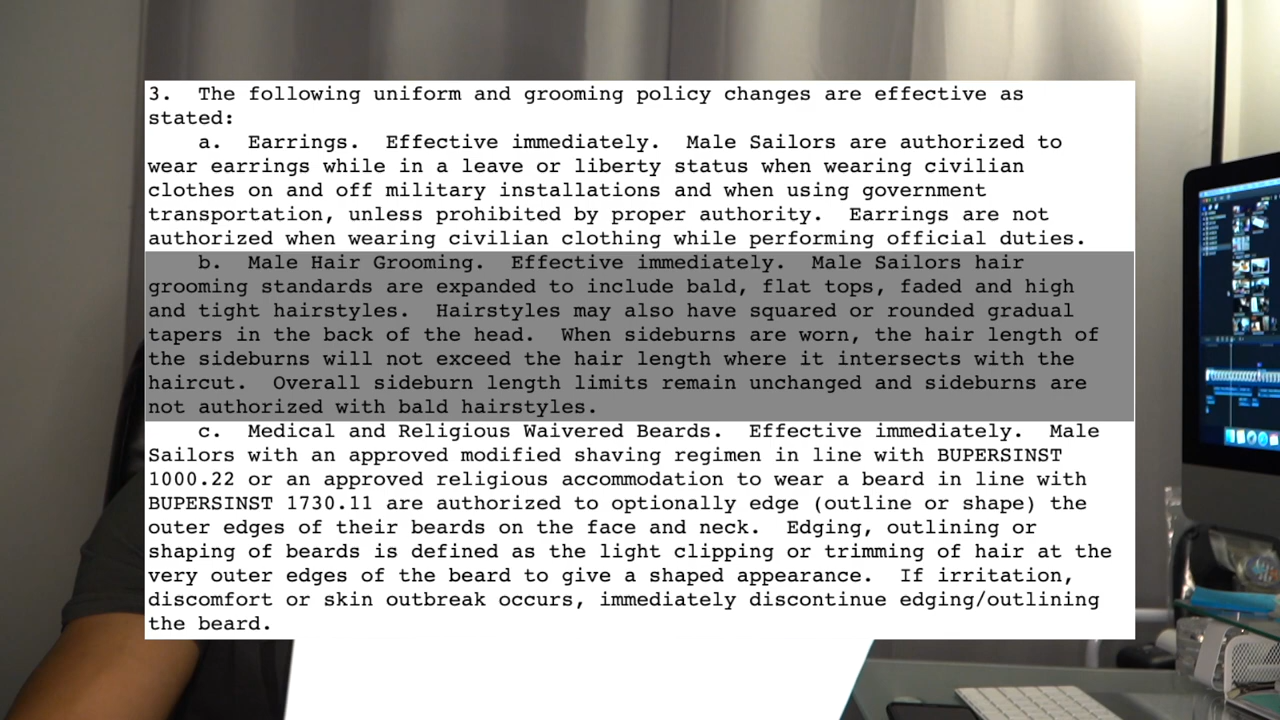 3.  The following uniform and grooming policy changes are effective as
stated:
a.  Earrings.  Effective immediately.  Male Sailors are authorized to
wear earrings while in a leave or liberty status when wearing civilian
clothes on and off military installations and when using government
transportation, unless prohibited by proper authority.  Earrings are not
authorized when wearing civilian clothing while performing official duties.
b.  Male Hair Grooming.  Effective immediately.  Male Sailors hair
grooming standards are expanded to include bald, flat tops, faded and high
and tight hairstyles.  Hairstyles may also have squared or rounded gradual
tapers in the back of the head.  When sideburns are worn, the hair length of
the sideburns will not exceed the hair length where it intersects with the
haircut.  Overall sideburn length limits remain unchanged and sideburns are
not authorized with bald hairstyles.
c.  Medical and Religious Waivered Beards.  Effective immediately.  Male
Sailors with an approved modified shaving regimen in line with BUPERSINST
1000.22 or an approved religious accommodation to wear a beard in line with
BUPERSINST 1730.11 are authorized to optionally edge (outline or shape) the
outer edges of their beards on the face and neck.  Edging, outlining or
shaping of beards is defined as the light clipping or trimming of hair at the
very outer edges of the beard to give a shaped appearance.  If irritation,
discomfort or skin outbreak occurs, immediately discontinue edging/outlining
the beard.